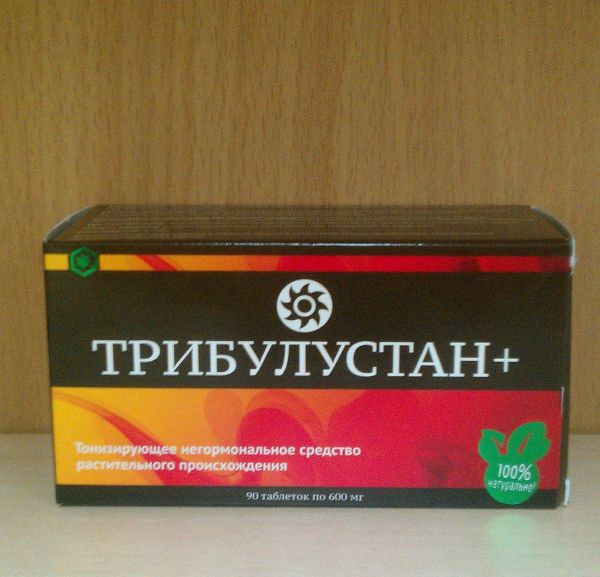 ТРИБУЛУСТАН+
Тонизирующее негормональное средство
растительного происхождения
100%
натурально!
90 таблеток по 600 мг